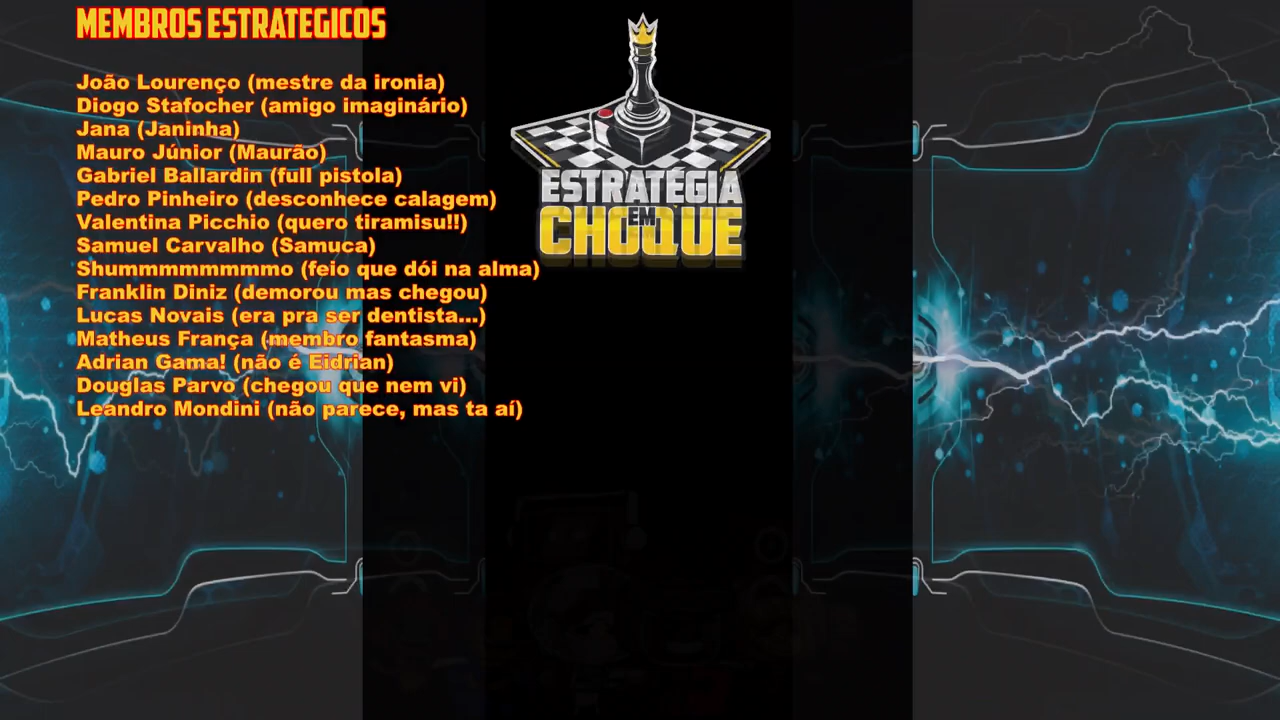 MEMBROS ESTRATEGICOS
João Lourenço (mestre da ironia)
Diogo Stafocher (amigo imaginário)
Jana (Janinha)
Mauro Júnior (Maurão)
Gabriel Ballardin (full pistola)
Pedro Pinheiro (desconhece calagem)
Valentina Picchio (quero tiramisu!!)
Samuel Carvalho (Samuca)
Shummmmmmmmo (feio que dói na alma)
Franklin Diniz (demorou mas chegou)
Lucas Novais (era pra ser dentista...)
Matheus França (membro fantasma)
Adrian Gama! (não é Eidrian)
Douglas Parvo (chegou que nem vi)
Leandro Mondini (não parece, mas ta aí)
ESTRATÉGIA
EM
CHOQUE